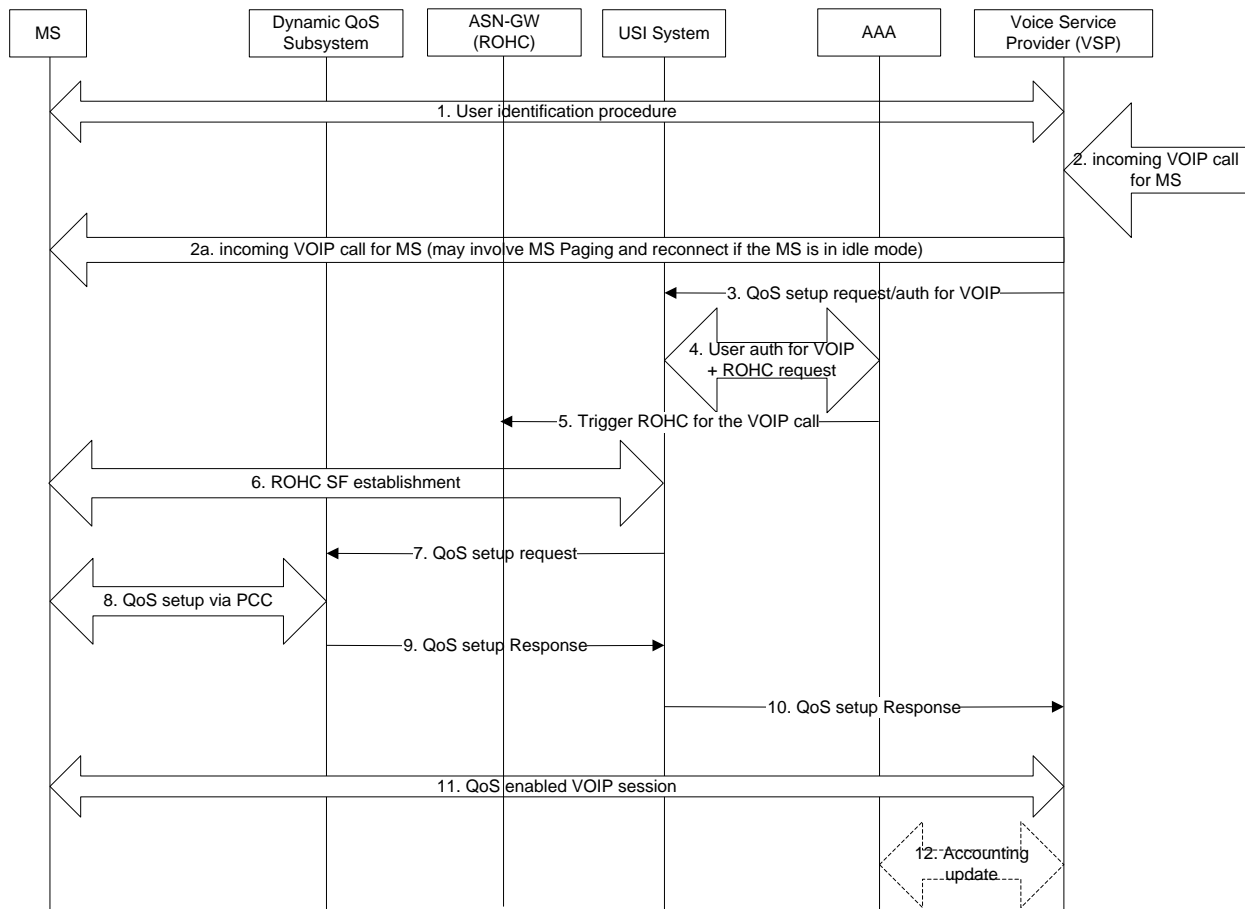 MS
Dynamic QoS
Subsystem
ASN-GW
(ROHC)
USI System
AAA
Voice Service
Provider (VSP)
1. User identification procedure
2. incoming VOIP call
for MS
2a. incoming VOIP call for MS (may involve MS Paging and reconnect if the MS is in idle mode)
3. QoS setup request/auth for VOIP
4. User auth for VOIP
+ ROHC request
5. Trigger ROHC for the VOIP call
6. ROHC SF establishment
7. QoS setup request
8. QoS setup via PCC
9. QoS setup Response
10. QoS setup Response
11. QoS enabled VOIP session
12. Accounting
update